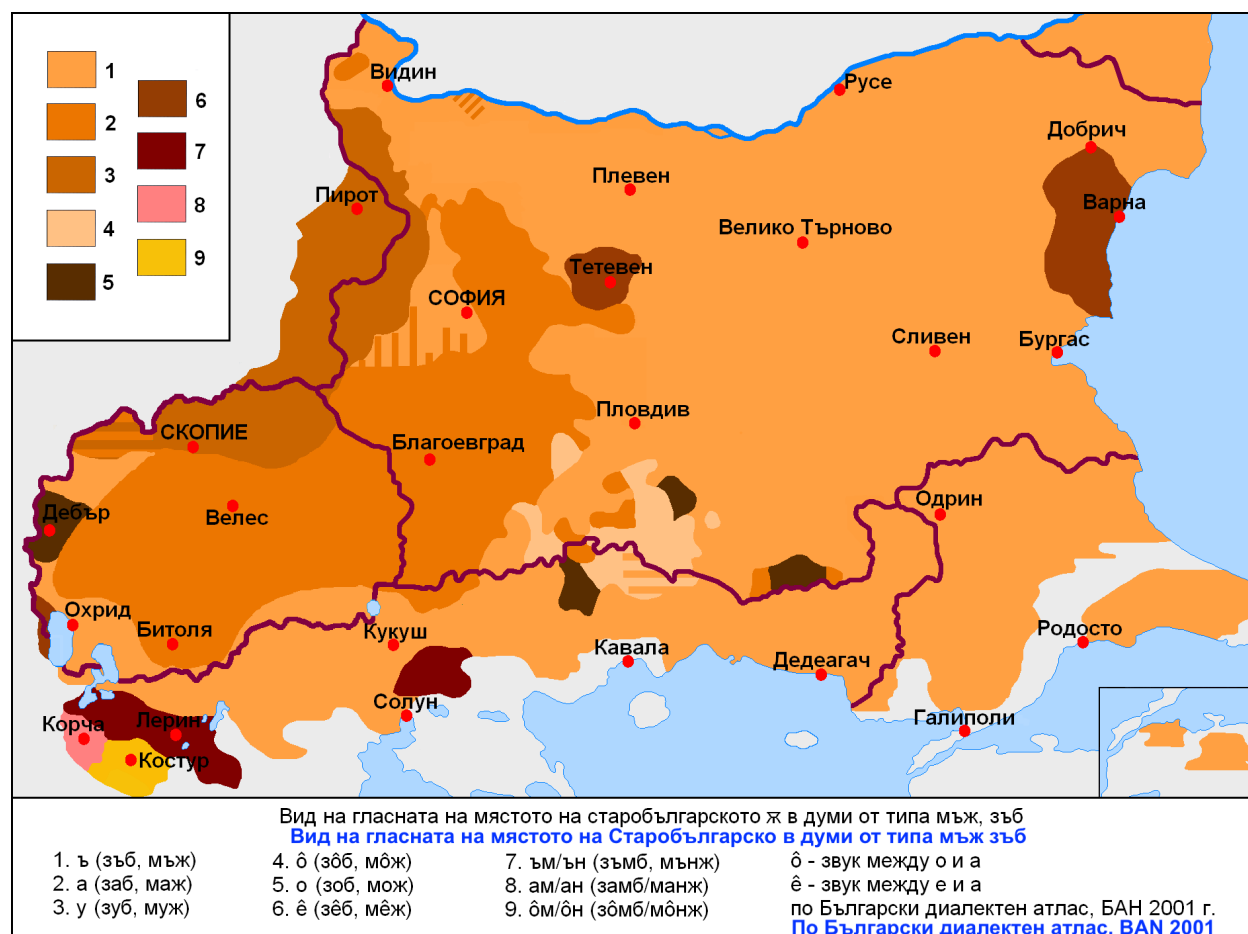 1
2
3
4
5
6
7
8
9
Видин
Русе
Добрич
Пирот
Плевен
Варна
Велико Търново
Тетевен
СОФИЯ
Сливен
Бургас
Пловдив
СКОПИЕ
Благоевград
Дебър
Велес
Одрин
Охрид
Битоля
Кукуш
Кавала
Дедеагач
Родосто
Солун
Галиполи
Корча
Лерин
Костур
Вид на гласната на мястото на старобългарското ѫ в думи от типа мъж, зъб
Вид на гласната на мястото на Старобългарско в думи от типа мъж зъб
1. ъ (зъб, мъж)
2. а (заб, маж)
3. у (зуб, муж)
4. ô (зôб, мôж)
5. о (зоб, мож)
6. ê (зêб, мêж)
7. ъм/ън (зъмб, мънж)
8. ам/ан (замб/манж)
9. ôм/ôн (зôмб/мôнж)
ô - звук между о и а
ê - звук между е и а
по Български диалектен атлас, БАН 2001 г.
По Български диалектен атлас, BAN 2001